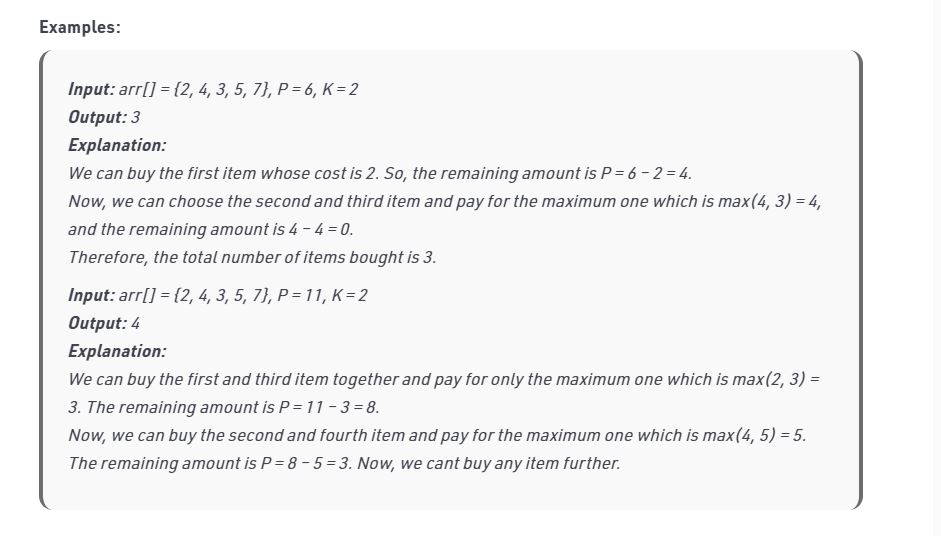 Examples:
Input: arr[] = {2, 4, 3, 5, 7}, P = 6, K = 2
Output: 3
Explanation:
We can buy the first item whose cost is 2. So, the remaining amount is P = 6 − 2 = 4.
Now, we can choose the second and third item and pay for the maximum one which is max(4, 3) = 4,
and the remaining amount is 4 − 4 = 0.
Therefore, the total number of items bought is 3.
Input: arr[] = {2, 4, 3, 5, 7}, P = 11, K = 2
Output: 4
Explanation:
We can buy the first and third item together and pay for only the maximum one which is max(2, 3) =
3. The remaining amount is P = 11 − 3 = 8.
Now, we can buy the second and fourth item and pay for the maximum one which is max(4, 5) = 5.
The remaining amount is P = 8 − 5 = 3. Now, we cant buy any item further.